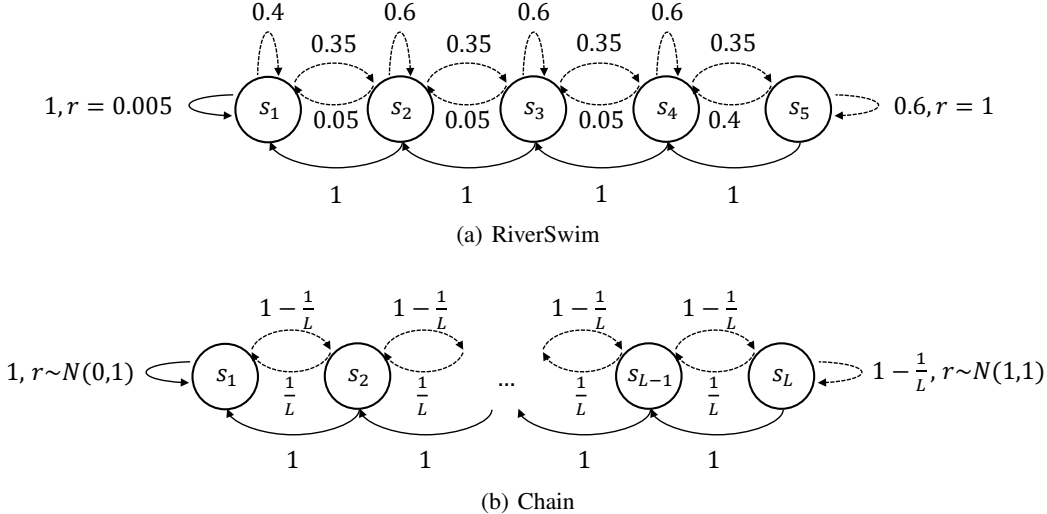 0.4 0.6 0.6 0.6
0.35 0.35 0.35 0.35
1, r = 0.005 s₁ s₂ s₃ s₄ s₅ 0.6, r = 1
0.05 0.05 0.05 0.4
1 1 1 1
(a) RiverSwim
1 − 1/L 1 − 1/L 1 − 1/L 1 − 1/L
1, r~N(0,1) s₁ s₂ ... s_{L−1} s_L 1 − 1/L, r~N(1,1)
1/L 1/L 1/L 1/L
1 1 1 1
(b) Chain